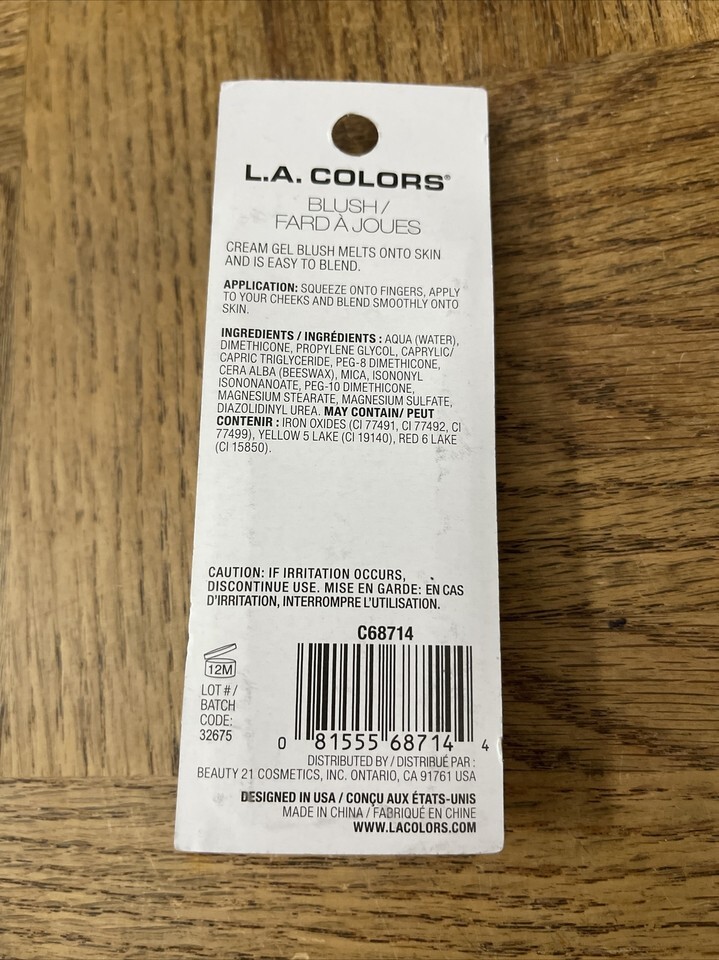 L.A. COLORS®
BLUSH /
FARD À JOUES
CREAM GEL BLUSH MELTS ONTO SKIN
AND IS EASY TO BLEND.
APPLICATION: SQUEEZE ONTO FINGERS, APPLY
TO YOUR CHEEKS AND BLEND SMOOTHLY ONTO
SKIN.
INGREDIENTS / INGRÉDIENTS : AQUA (WATER),
DIMETHICONE, PROPYLENE GLYCOL, CAPRYLIC/
CAPRIC TRIGLYCERIDE, PEG-8 DIMETHICONE,
CERA ALBA (BEESWAX), MICA, ISONONYL
ISONONANOATE, PEG-10 DIMETHICONE,
MAGNESIUM STEARATE, MAGNESIUM SULFATE,
DIAZOLIDINYL UREA. MAY CONTAIN/ PEUT
CONTENIR : IRON OXIDES (CI 77491, CI 77492, CI
77499), YELLOW 5 LAKE (CI 19140), RED 6 LAKE
(CI 15850).
CAUTION: IF IRRITATION OCCURS,
DISCONTINUE USE. MISE EN GARDE: EN CAS
D'IRRITATION, INTERROMPRE L'UTILISATION.
C68714
12M
LOT # /
BATCH
CODE:
32675
0 81555 68714 4
DISTRIBUTED BY / DISTRIBUÉ PAR :
BEAUTY 21 COSMETICS, INC. ONTARIO, CA 91761 USA
DESIGNED IN USA / CONÇU AUX ÉTATS-UNIS
MADE IN CHINA / FABRIQUÉ EN CHINE
WWW.LACOLORS.COM